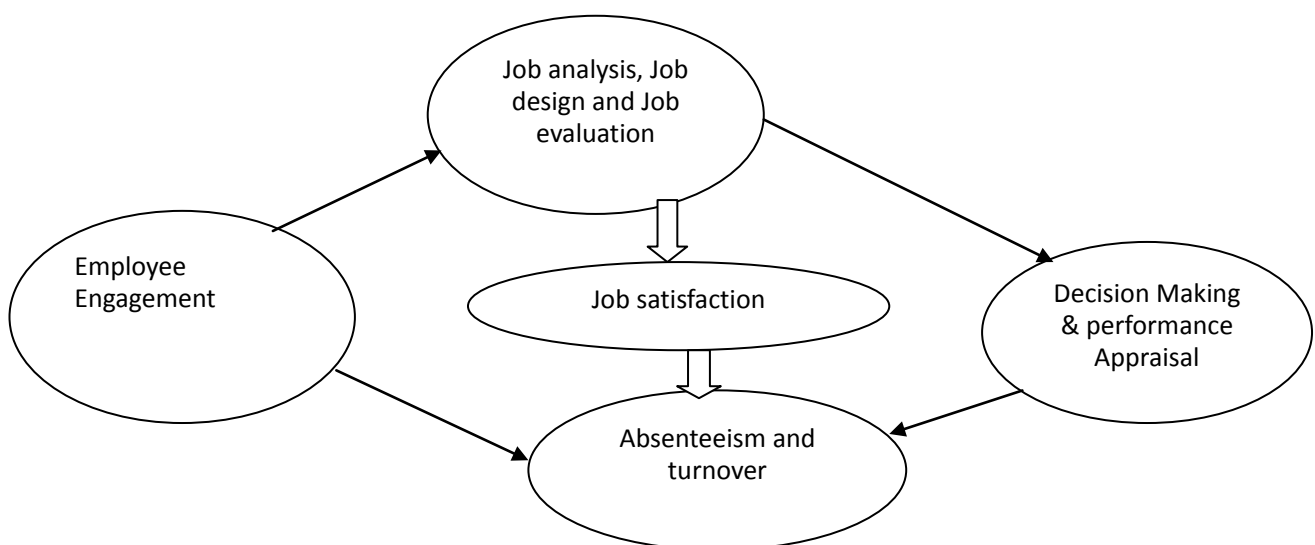 Job analysis, Job
design and Job
evaluation
Employee
Engagement
Job satisfaction
Decision Making
& performance
Appraisal
Absenteeism and
turnover